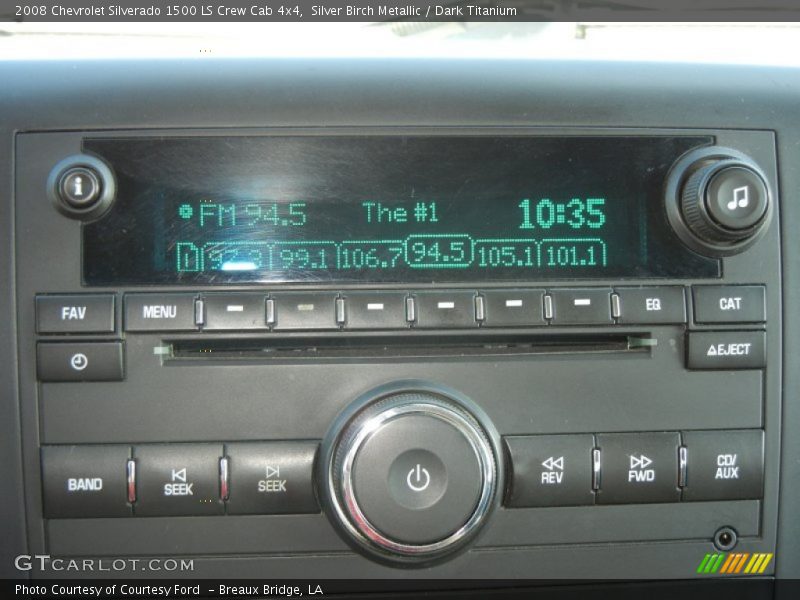 2008 Chevrolet Silverado 1500 LS Crew Cab 4x4, Silver Birch Metallic / Dark Titanium
i
FM 94.5 The #1 10:35
1 99.1 106.7 94.5 105.1 101.1
FAV MENU EQ CAT
EJECT
BAND SEEK SEEK REV FWD CD/
AUX
GTCARLOT.COM
Photo Courtesy of Courtesy Ford - Breaux Bridge, LA